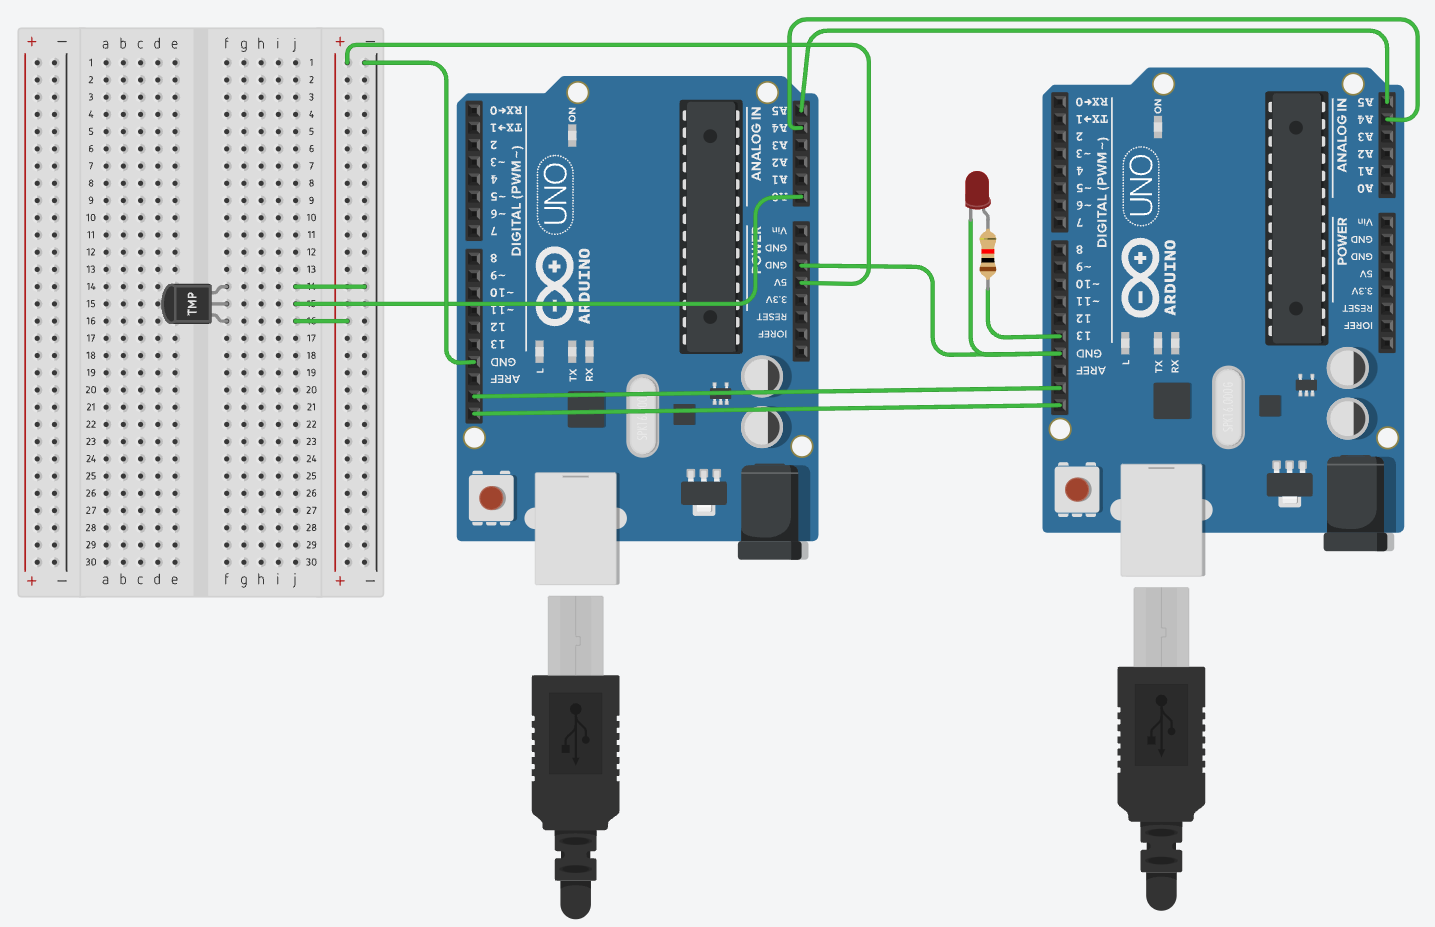 + − a b c d e f g h i j + −
1 1
2 2
3 3
4 4
5 5
6 6
7 7
8 8
9 9
10 10
11 11
12 12
13 13
14 14
15 15
16 16
17 17
18 18
19 19
20 20
21 21
22 22
23 23
24 24
25 25
26 26
27 27
28 28
29 29
30 30
+ − a b c d e f g h i j + −
TMP
RX←0
TX→1
2
~3
4
~5
~6
7
8
~9
~10
~11
12
13
GND
AREF
DIGITAL (PWM~)
ON
UNO
ARDUINO
L
TX
RX
ANALOG IN
A5
A4
A3
A2
A1
A0
POWER
Vin
GND
GND
5V
3.3V
RESET
IOREF
RX←0
TX→1
2
~3
4
~5
~6
7
8
~9
~10
~11
12
13
GND
AREF
DIGITAL (PWM~)
ON
UNO
ARDUINO
L
TX
RX
ANALOG IN
A5
A4
A3
A2
A1
A0
POWER
Vin
GND
GND
5V
3.3V
RESET
IOREF